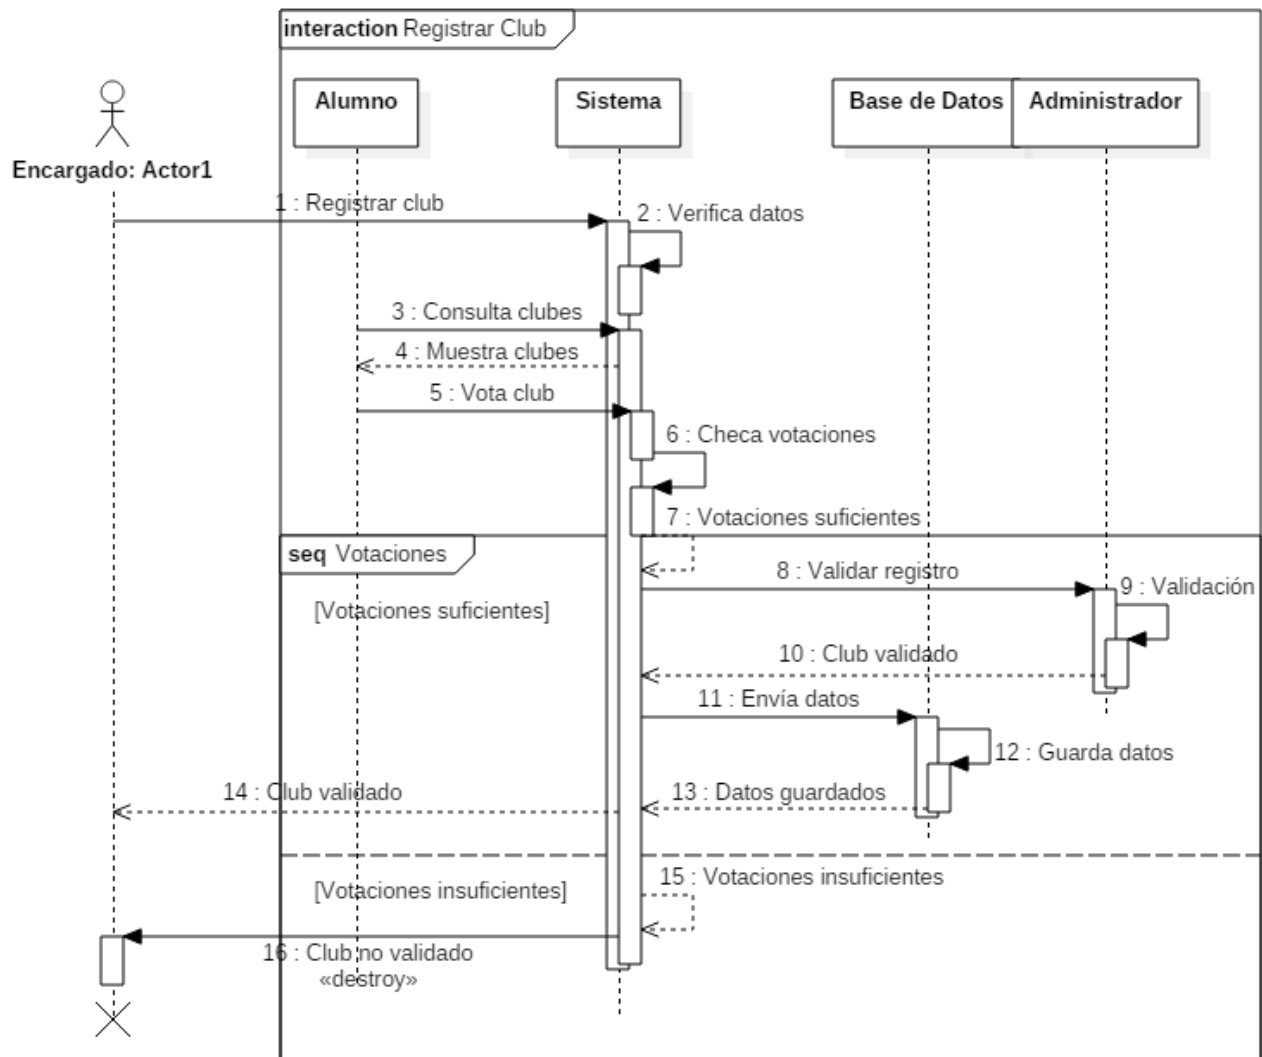 interaction Registrar Club
Alumno
Sistema
Base de Datos
Administrador
Encargado: Actor1
1 : Registrar club
2 : Verifica datos
3 : Consulta clubes
4 : Muestra clubes
5 : Vota club
6 : Checa votaciones
7 : Votaciones suficientes
seq Votaciones
8 : Validar registro
9 : Validación
[Votaciones suficientes]
10 : Club validado
11 : Envía datos
12 : Guarda datos
13 : Datos guardados
14 : Club validado
15 : Votaciones insuficientes
[Votaciones insuficientes]
16 : Club no validado
«destroy»